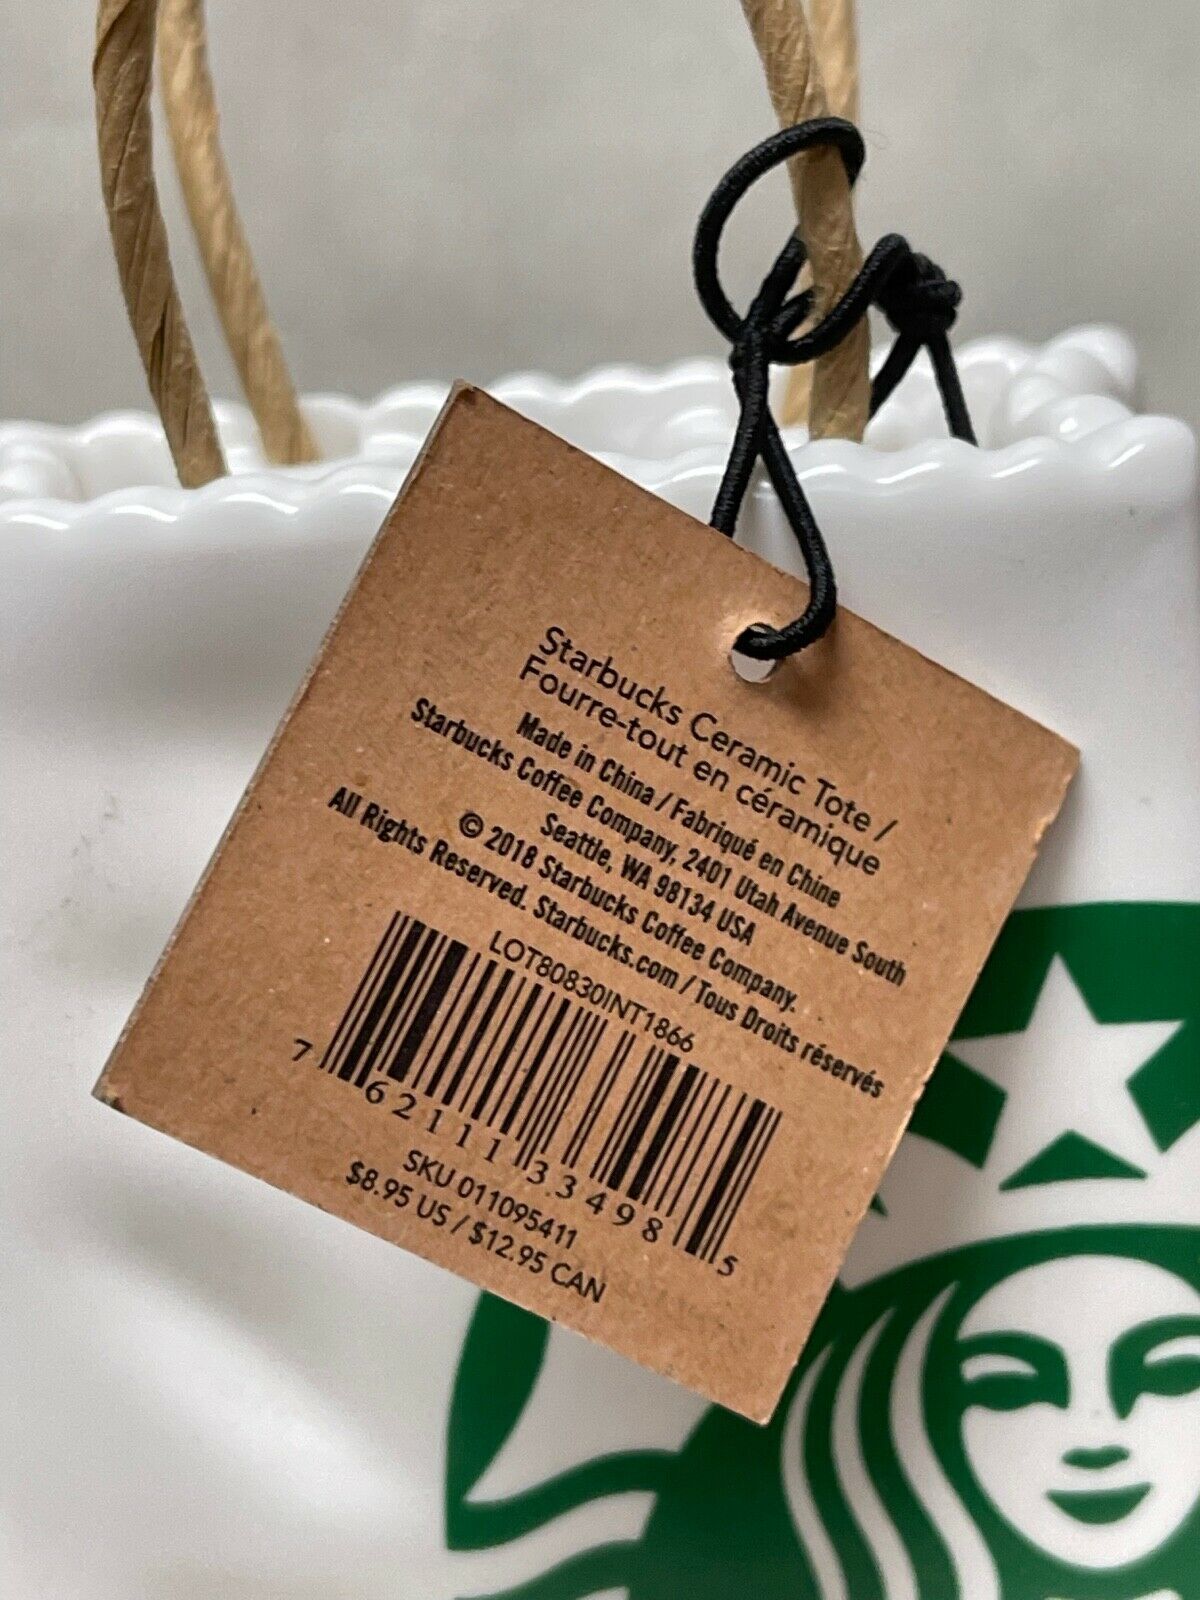 Starbucks Ceramic Tote /
Fourre-tout en céramique
Made in China / Fabriqué en Chine
Starbucks Coffee Company, 2401 Utah Avenue South
Seattle, WA 98134 USA
© 2018 Starbucks Coffee Company.
All Rights Reserved. Starbucks.com / Tous Droits réservés
LOT80830INT1866
7 62111 33498 5
SKU 011095411
$8.95 US / $12.95 CAN